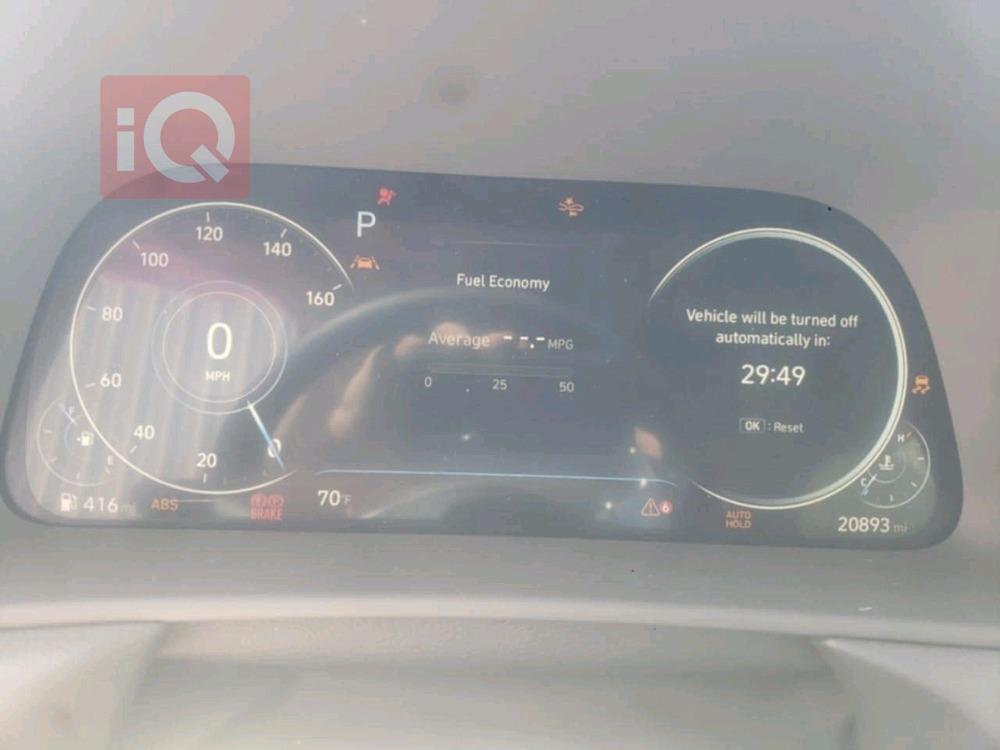 iQ
P
120
100
140
160
80
60
40
20
0
0
MPH
F
E
Fuel Economy
Average --.- MPG
0 25 50
Vehicle will be turned off
automatically in:
29:49
OK : Reset
H
C
416 mi
ABS
BRAKE
70°F
6
AUTO
HOLD
20893 mi